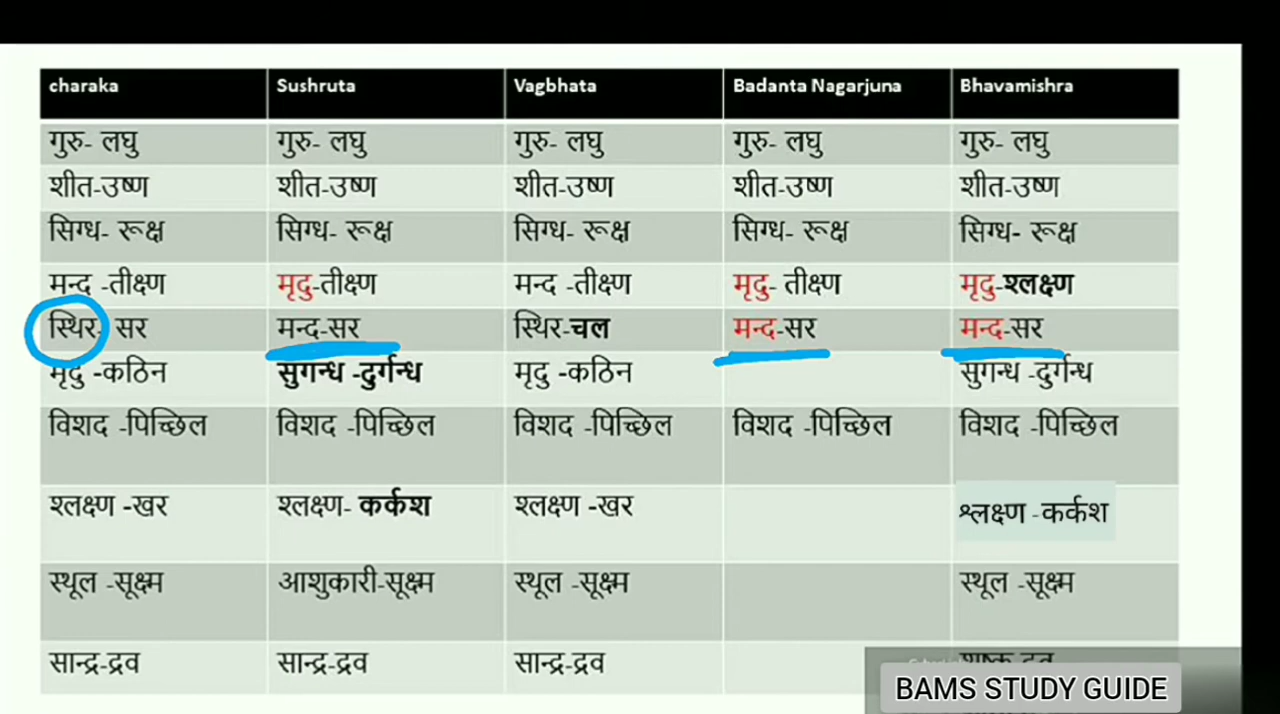 charaka Sushruta Vagbhata Badanta Nagarjuna Bhavamishra
गुरु- लघु गुरु- लघु गुरु- लघु गुरु- लघु गुरु- लघु
शीत-उष्ण शीत-उष्ण शीत-उष्ण शीत-उष्ण शीत-उष्ण
सिग्ध- रूक्ष सिग्ध- रूक्ष सिग्ध- रूक्ष सिग्ध- रूक्ष सिग्ध- रूक्ष
मन्द -तीक्ष्ण मृदु-तीक्ष्ण मन्द -तीक्ष्ण मृदु- तीक्ष्ण मृदु-श्लक्ष्ण
स्थिर- सर मन्द-सर स्थिर-चल मन्द-सर मन्द-सर
मृदु -कठिन सुगन्ध -दुर्गन्ध मृदु -कठिन सुगन्ध -दुर्गन्ध
विशद -पिच्छिल विशद -पिच्छिल विशद -पिच्छिल विशद -पिच्छिल विशद -पिच्छिल
श्लक्ष्ण -खर श्लक्ष्ण- कर्कश श्लक्ष्ण -खर श्लक्ष्ण -कर्कश
स्थूल -सूक्ष्म आशुकारी-सूक्ष्म स्थूल -सूक्ष्म स्थूल -सूक्ष्म
सान्द्र-द्रव सान्द्र-द्रव सान्द्र-द्रव
BAMS STUDY GUIDE